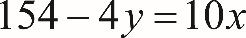 154 − 4y = 10x